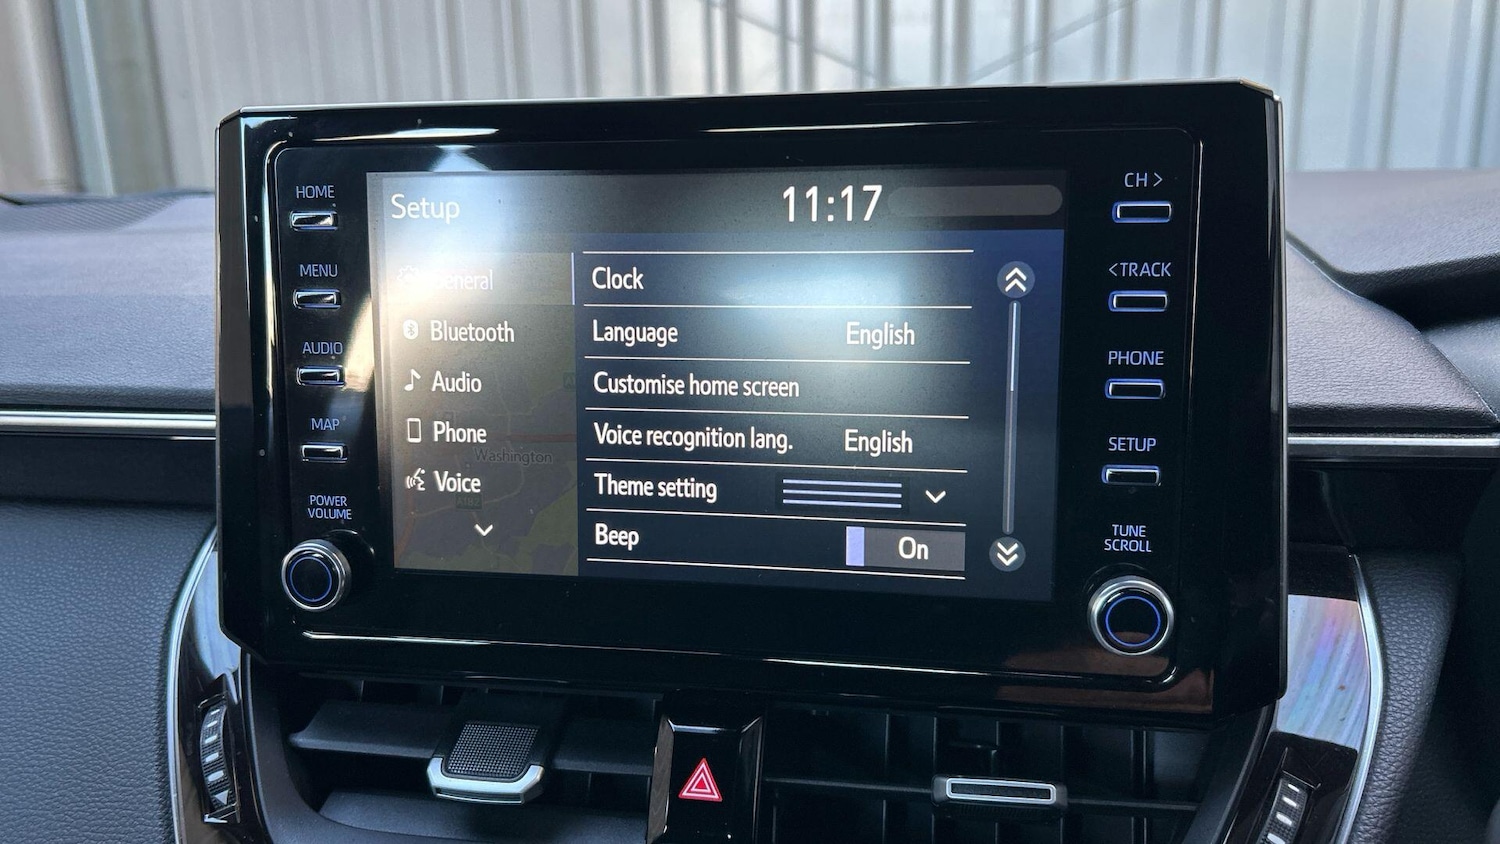 HOME
MENU
AUDIO
MAP
POWER
VOLUME
Setup
11:17
General
Bluetooth
Audio
Phone
Voice
Washington
Clock
Language English
Customise home screen
Voice recognition lang. English
Theme setting
Beep On
CH >
< TRACK
PHONE
SETUP
TUNE
SCROLL